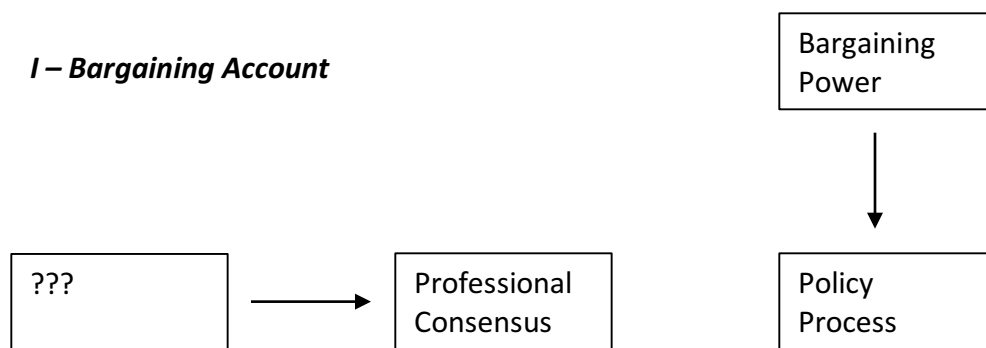 I – Bargaining Account
Bargaining
Power
???
Professional
Consensus
Policy
Process